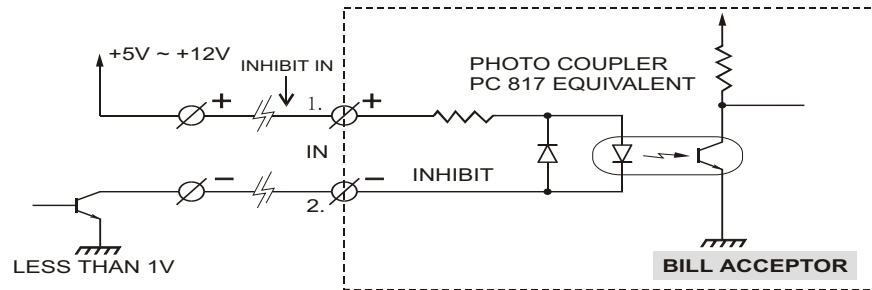 +5V ~ +12V
INHIBIT IN
PHOTO COUPLER
PC 817 EQUIVALENT
+
1.
+
IN
−
−
INHIBIT
2.
LESS THAN 1V
BILL ACCEPTOR